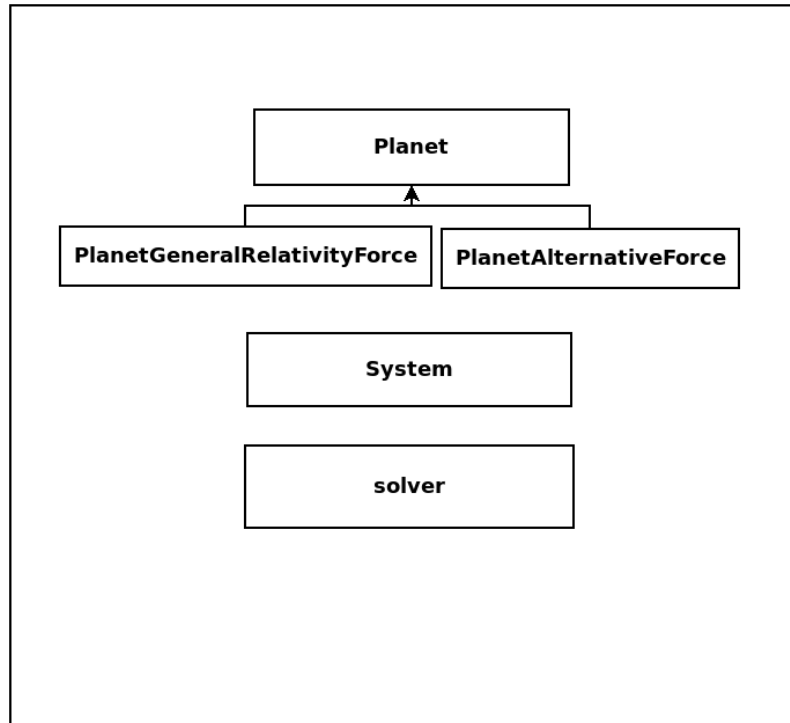 Planet
PlanetGeneralRelativityForce
PlanetAlternativeForce
System
solver